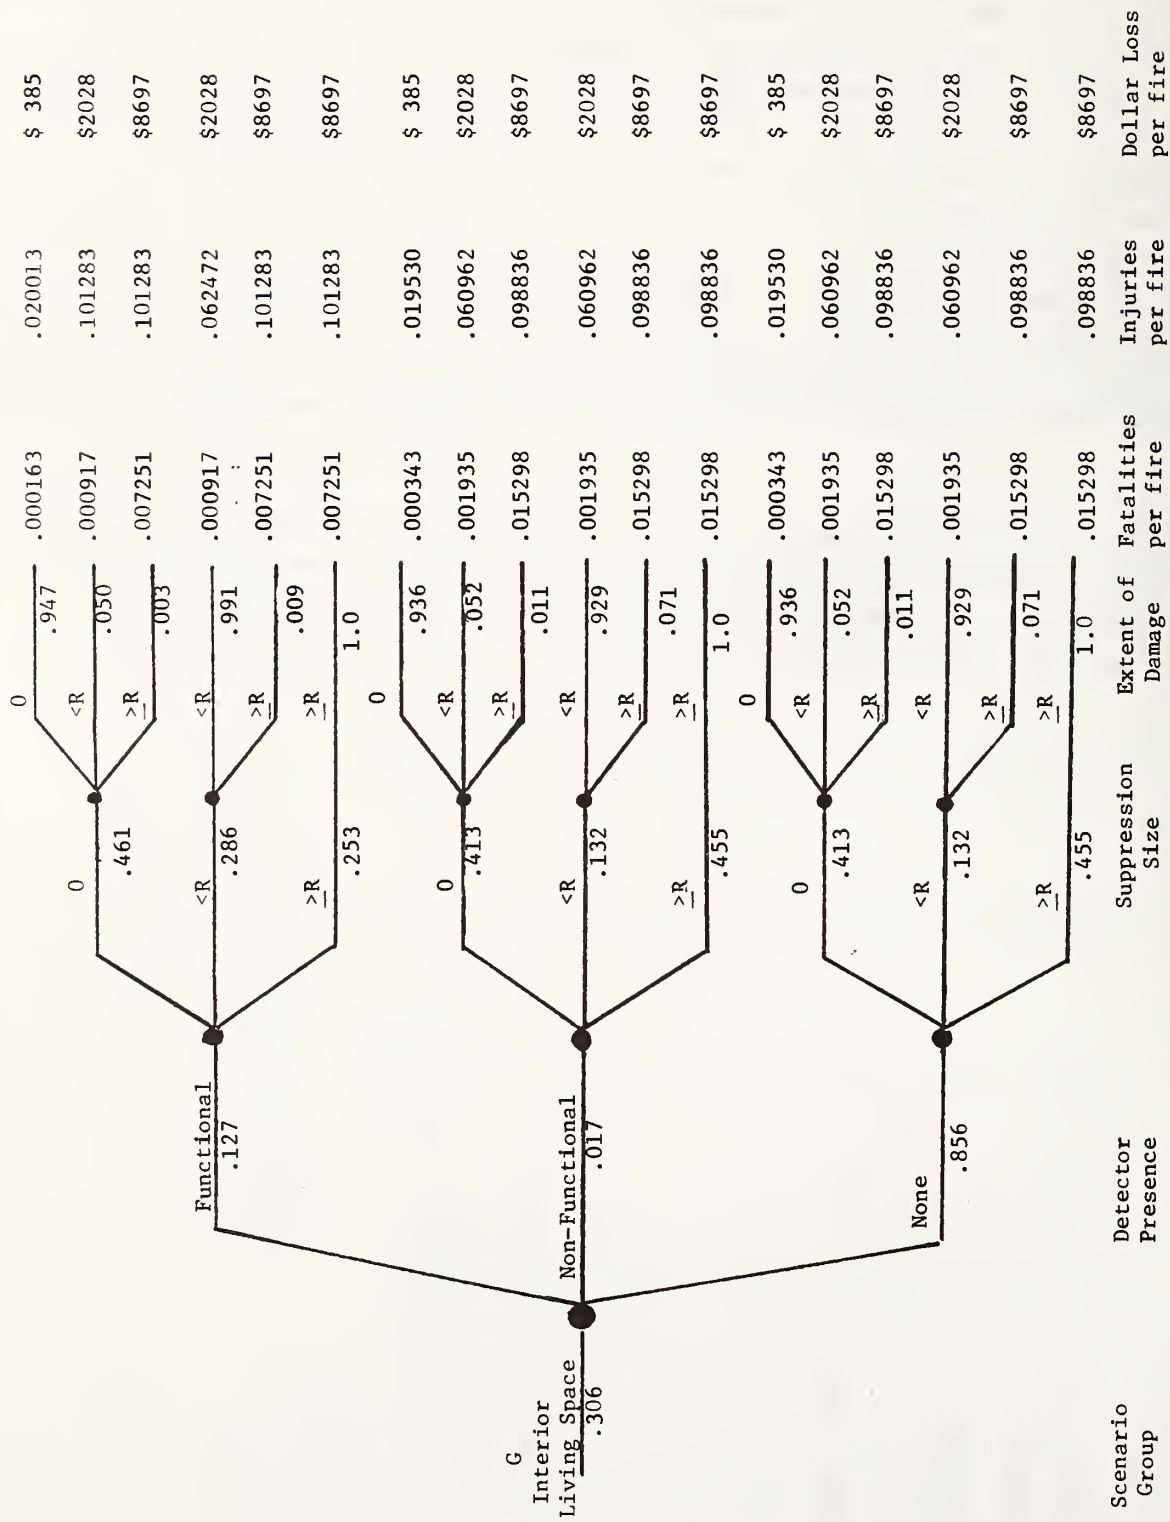 G
Interior
Living Space
.306
Functional
.127
0
.461
0
.947
.000163
.020013
$ 385
<R
.050
.000917
.101283
$2028
>R
.003
.007251
.101283
$8697
<R
.286
<R
.991
.000917
.062472
$2028
>R
.009
.007251
.101283
$8697
>R
.253
>R
1.0
.007251
.101283
$8697
Non-Functional
.017
0
.413
0
.936
.000343
.019530
$ 385
<R
.052
.001935
.060962
$2028
>R
.011
.015298
.098836
$8697
<R
.132
<R
.929
.001935
.060962
$2028
>R
.071
.015298
.098836
$8697
>R
.455
>R
1.0
.015298
.098836
$8697
None
.856
0
.413
0
.936
.000343
.019530
$ 385
<R
.052
.001935
.060962
$2028
>R
.011
.015298
.098836
$8697
<R
.132
<R
.929
.001935
.060962
$2028
>R
.071
.015298
.098836
$8697
>R
.455
>R
1.0
.015298
.098836
$8697
Scenario
Group
Detector
Presence
Suppression
Size
Extent of
Damage
Fatalities
per fire
Injuries
per fire
Dollar Loss
per fire